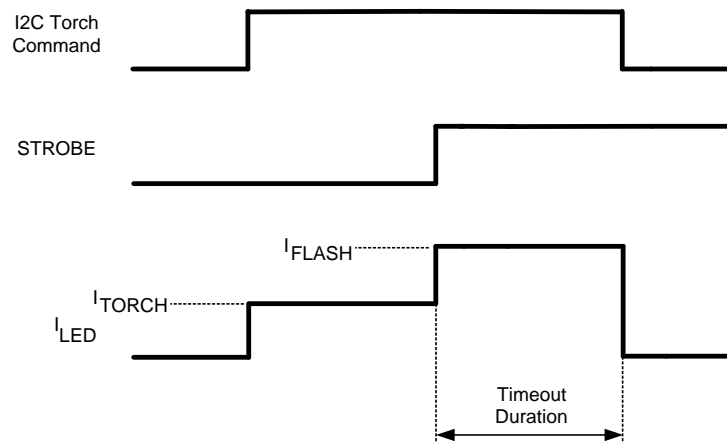 I2C Torch
Command
STROBE
IFLASH
ITORCH
ILED
Timeout
Duration